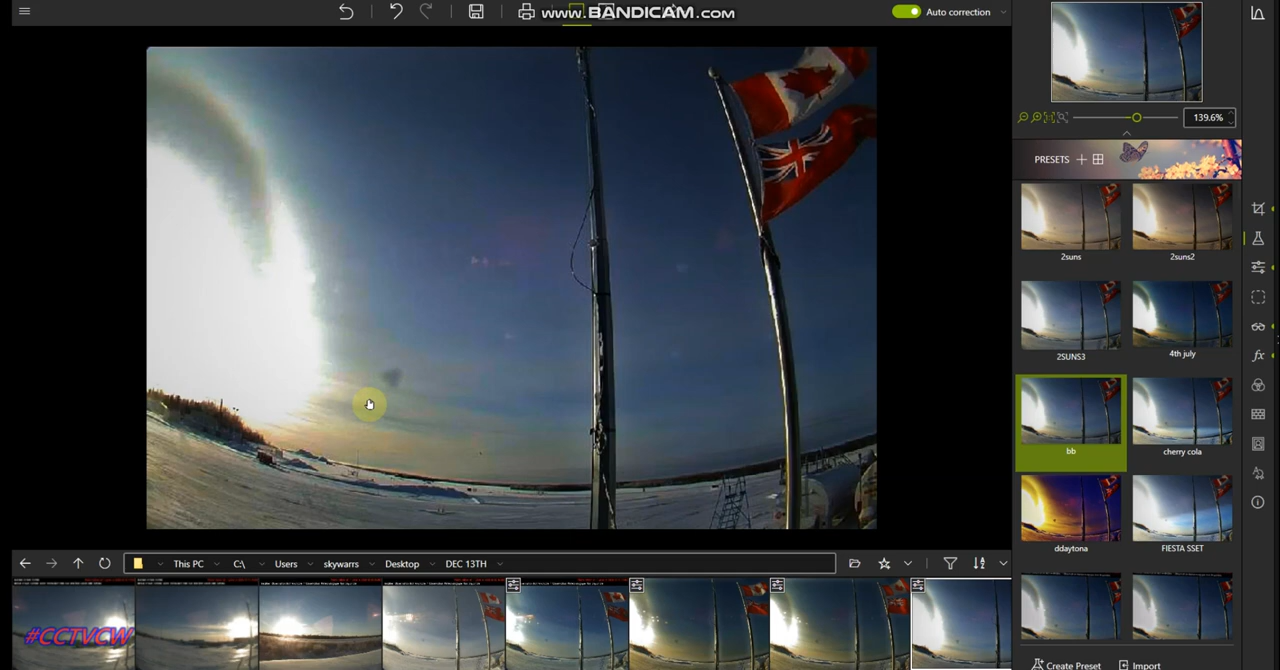 www.BANDICAM.com
Auto correction
139.6%
PRESETS
2suns
2suns2
2SUNS3
4th july
bb
cherry cola
ddaytona
FIESTA SSET
This PC
C:\
Users
skywarrs
Desktop
DEC 13TH
#CCTVCW
Create Preset
Import